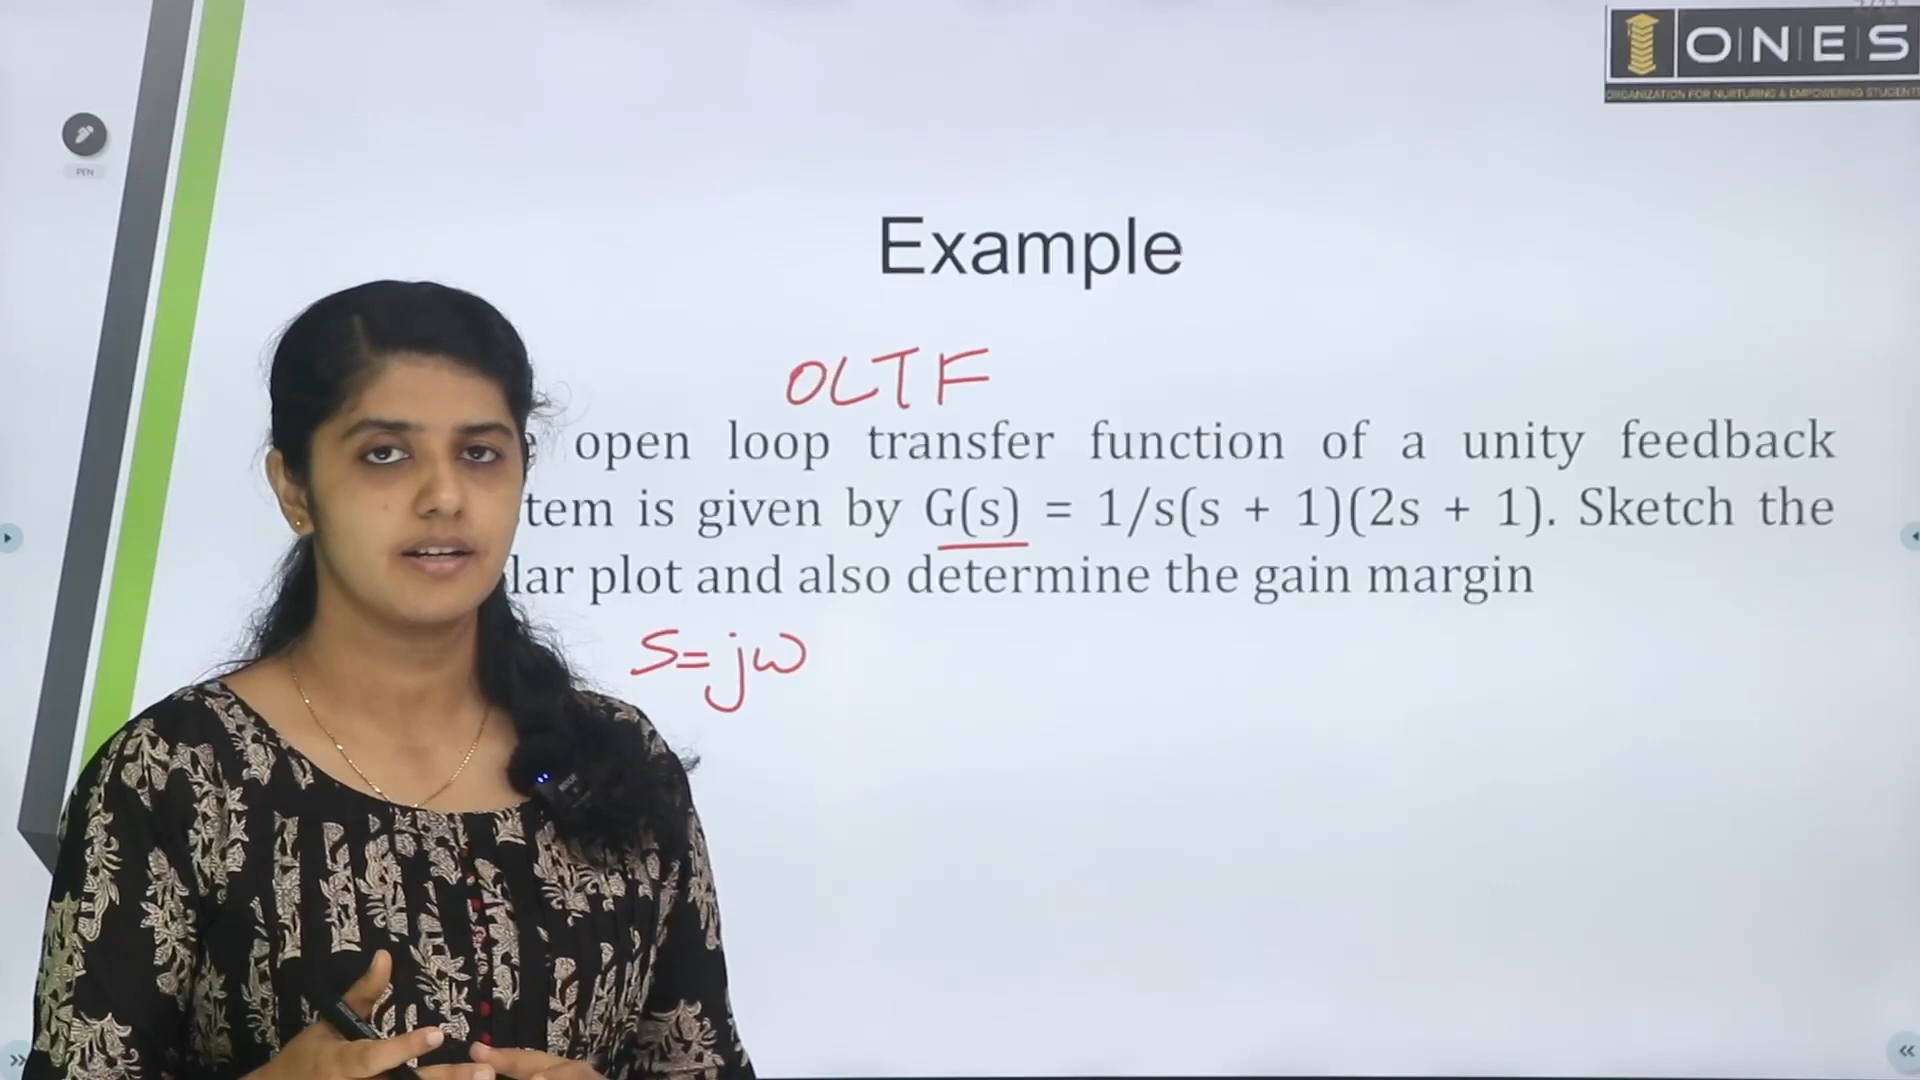 ONES
ORGANIZATION FOR NURTURING & EMPOWERING STUDENTS
PEN
Example
OLTF
open loop transfer function of a unity feedback
tem is given by G(s) = 1/s(s + 1)(2s + 1). Sketch the
lar plot and also determine the gain margin
S=jω